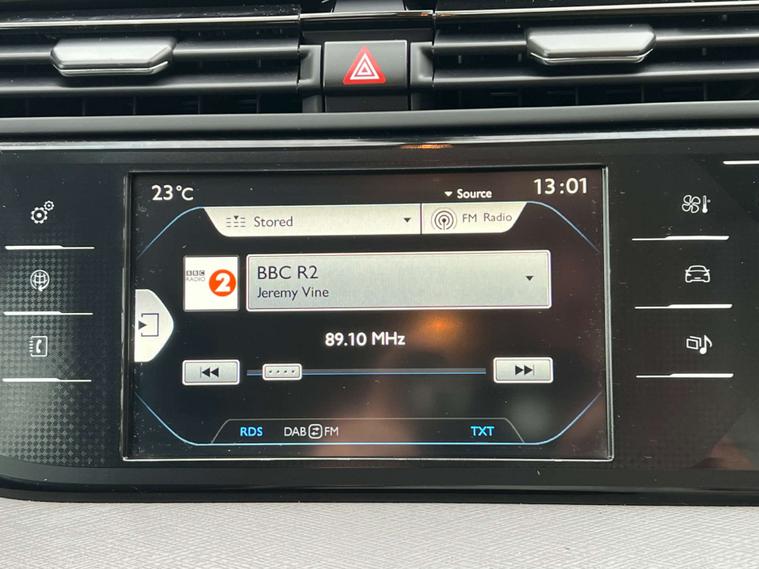 23°C
Source
13:01
Stored
FM Radio
BBC
RADIO
2
BBC R2
Jeremy Vine
89.10 MHz
RDS
DAB FM
TXT